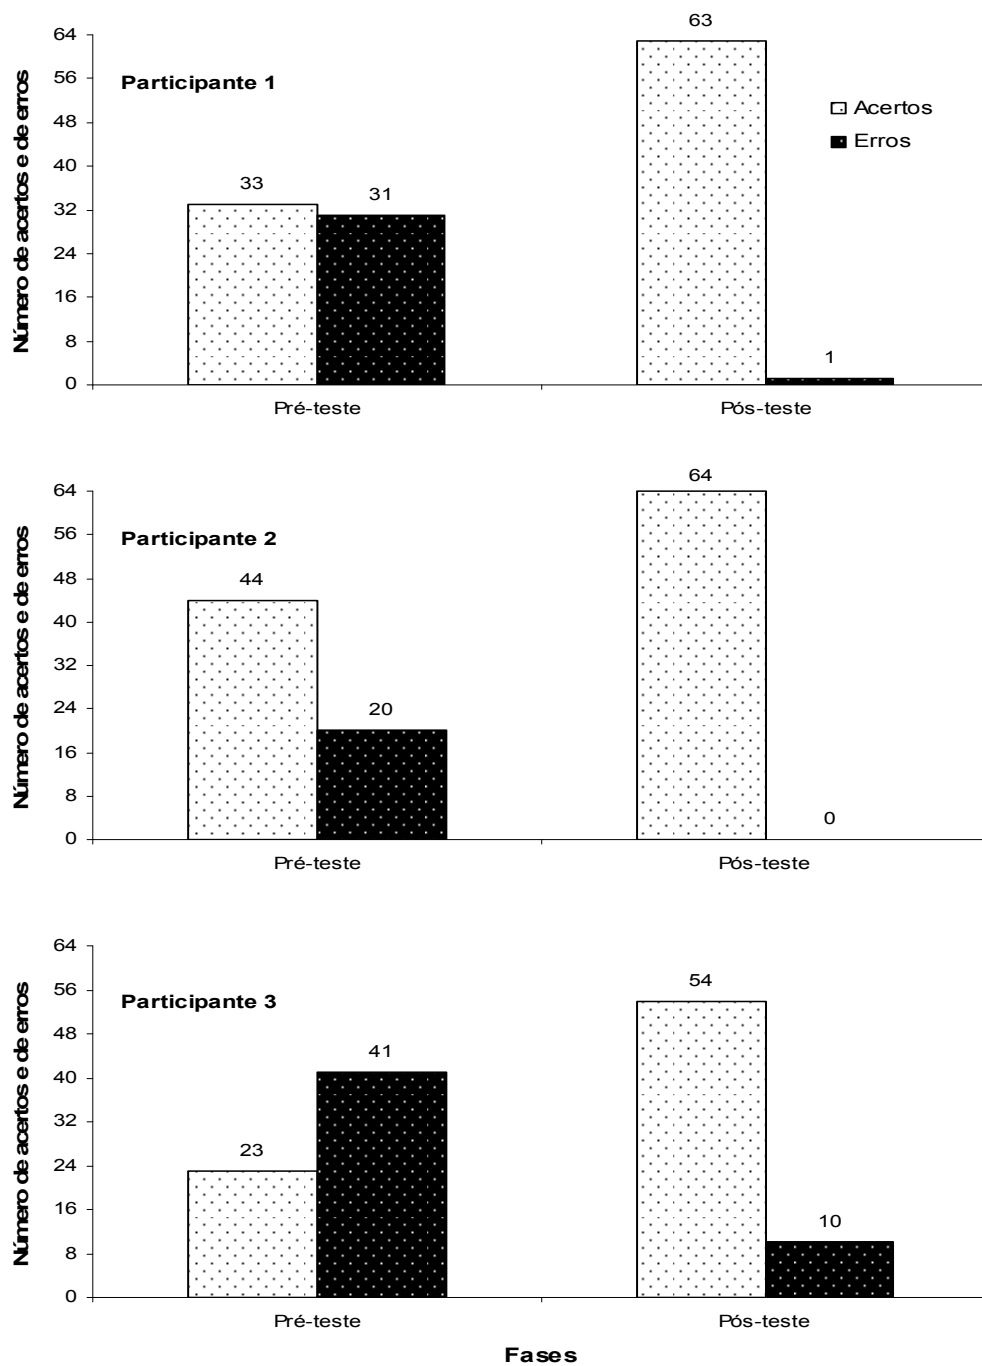 Número de acertos e de erros
64
56
48
40
32
24
16
8
0
Participante 1
33
31
63
1
Acertos
Erros
Pré-teste
Pós-teste
Número de acertos e de erros
64
56
48
40
32
24
16
8
0
Participante 2
44
20
64
0
Pré-teste
Pós-teste
Número de acertos e de erros
64
56
48
40
32
24
16
8
0
Participante 3
23
41
54
10
Pré-teste
Pós-teste
Fases